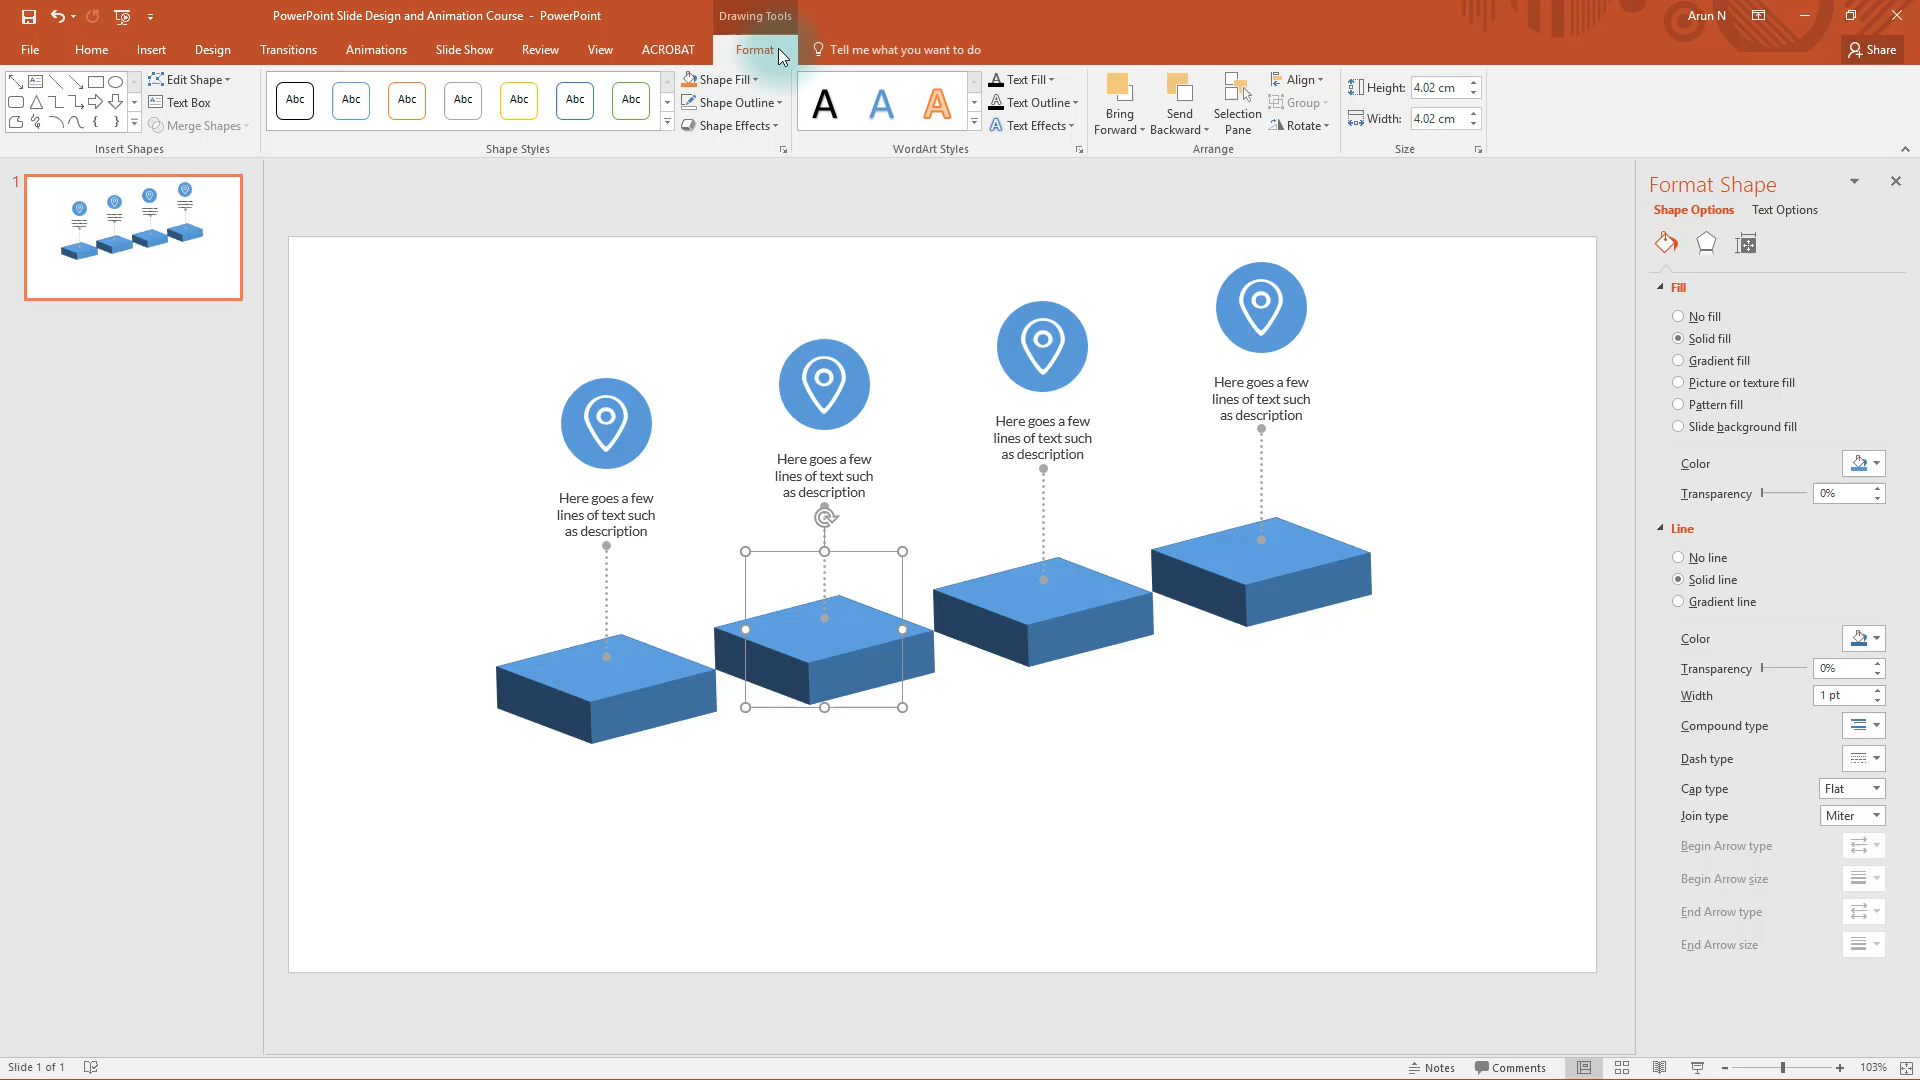 PowerPoint Slide Design and Animation Course - PowerPoint
Drawing Tools
Arun N
File
Home
Insert
Design
Transitions
Animations
Slide Show
Review
View
ACROBAT
Format
Tell me what you want to do
Share
Edit Shape
Text Box
Merge Shapes
Insert Shapes
Abc
Abc
Abc
Abc
Abc
Abc
Abc
Shape Fill
Shape Outline
Shape Effects
Shape Styles
A
A
A
Text Fill
Text Outline
Text Effects
WordArt Styles
Bring
Forward
Send
Backward
Selection
Pane
Align
Group
Rotate
Arrange
Height: 4.02 cm
Width: 4.02 cm
Size
1
Here goes a few
lines of text such
as description
Here goes a few
lines of text such
as description
Here goes a few
lines of text such
as description
Here goes a few
lines of text such
as description
Format Shape
Shape Options
Text Options
Fill
No fill
Solid fill
Gradient fill
Picture or texture fill
Pattern fill
Slide background fill
Color
Transparency 0%
Line
No line
Solid line
Gradient line
Color
Transparency 0%
Width 1 pt
Compound type
Dash type
Cap type Flat
Join type Miter
Begin Arrow type
Begin Arrow size
End Arrow type
End Arrow size
Slide 1 of 1
Notes
Comments
103%